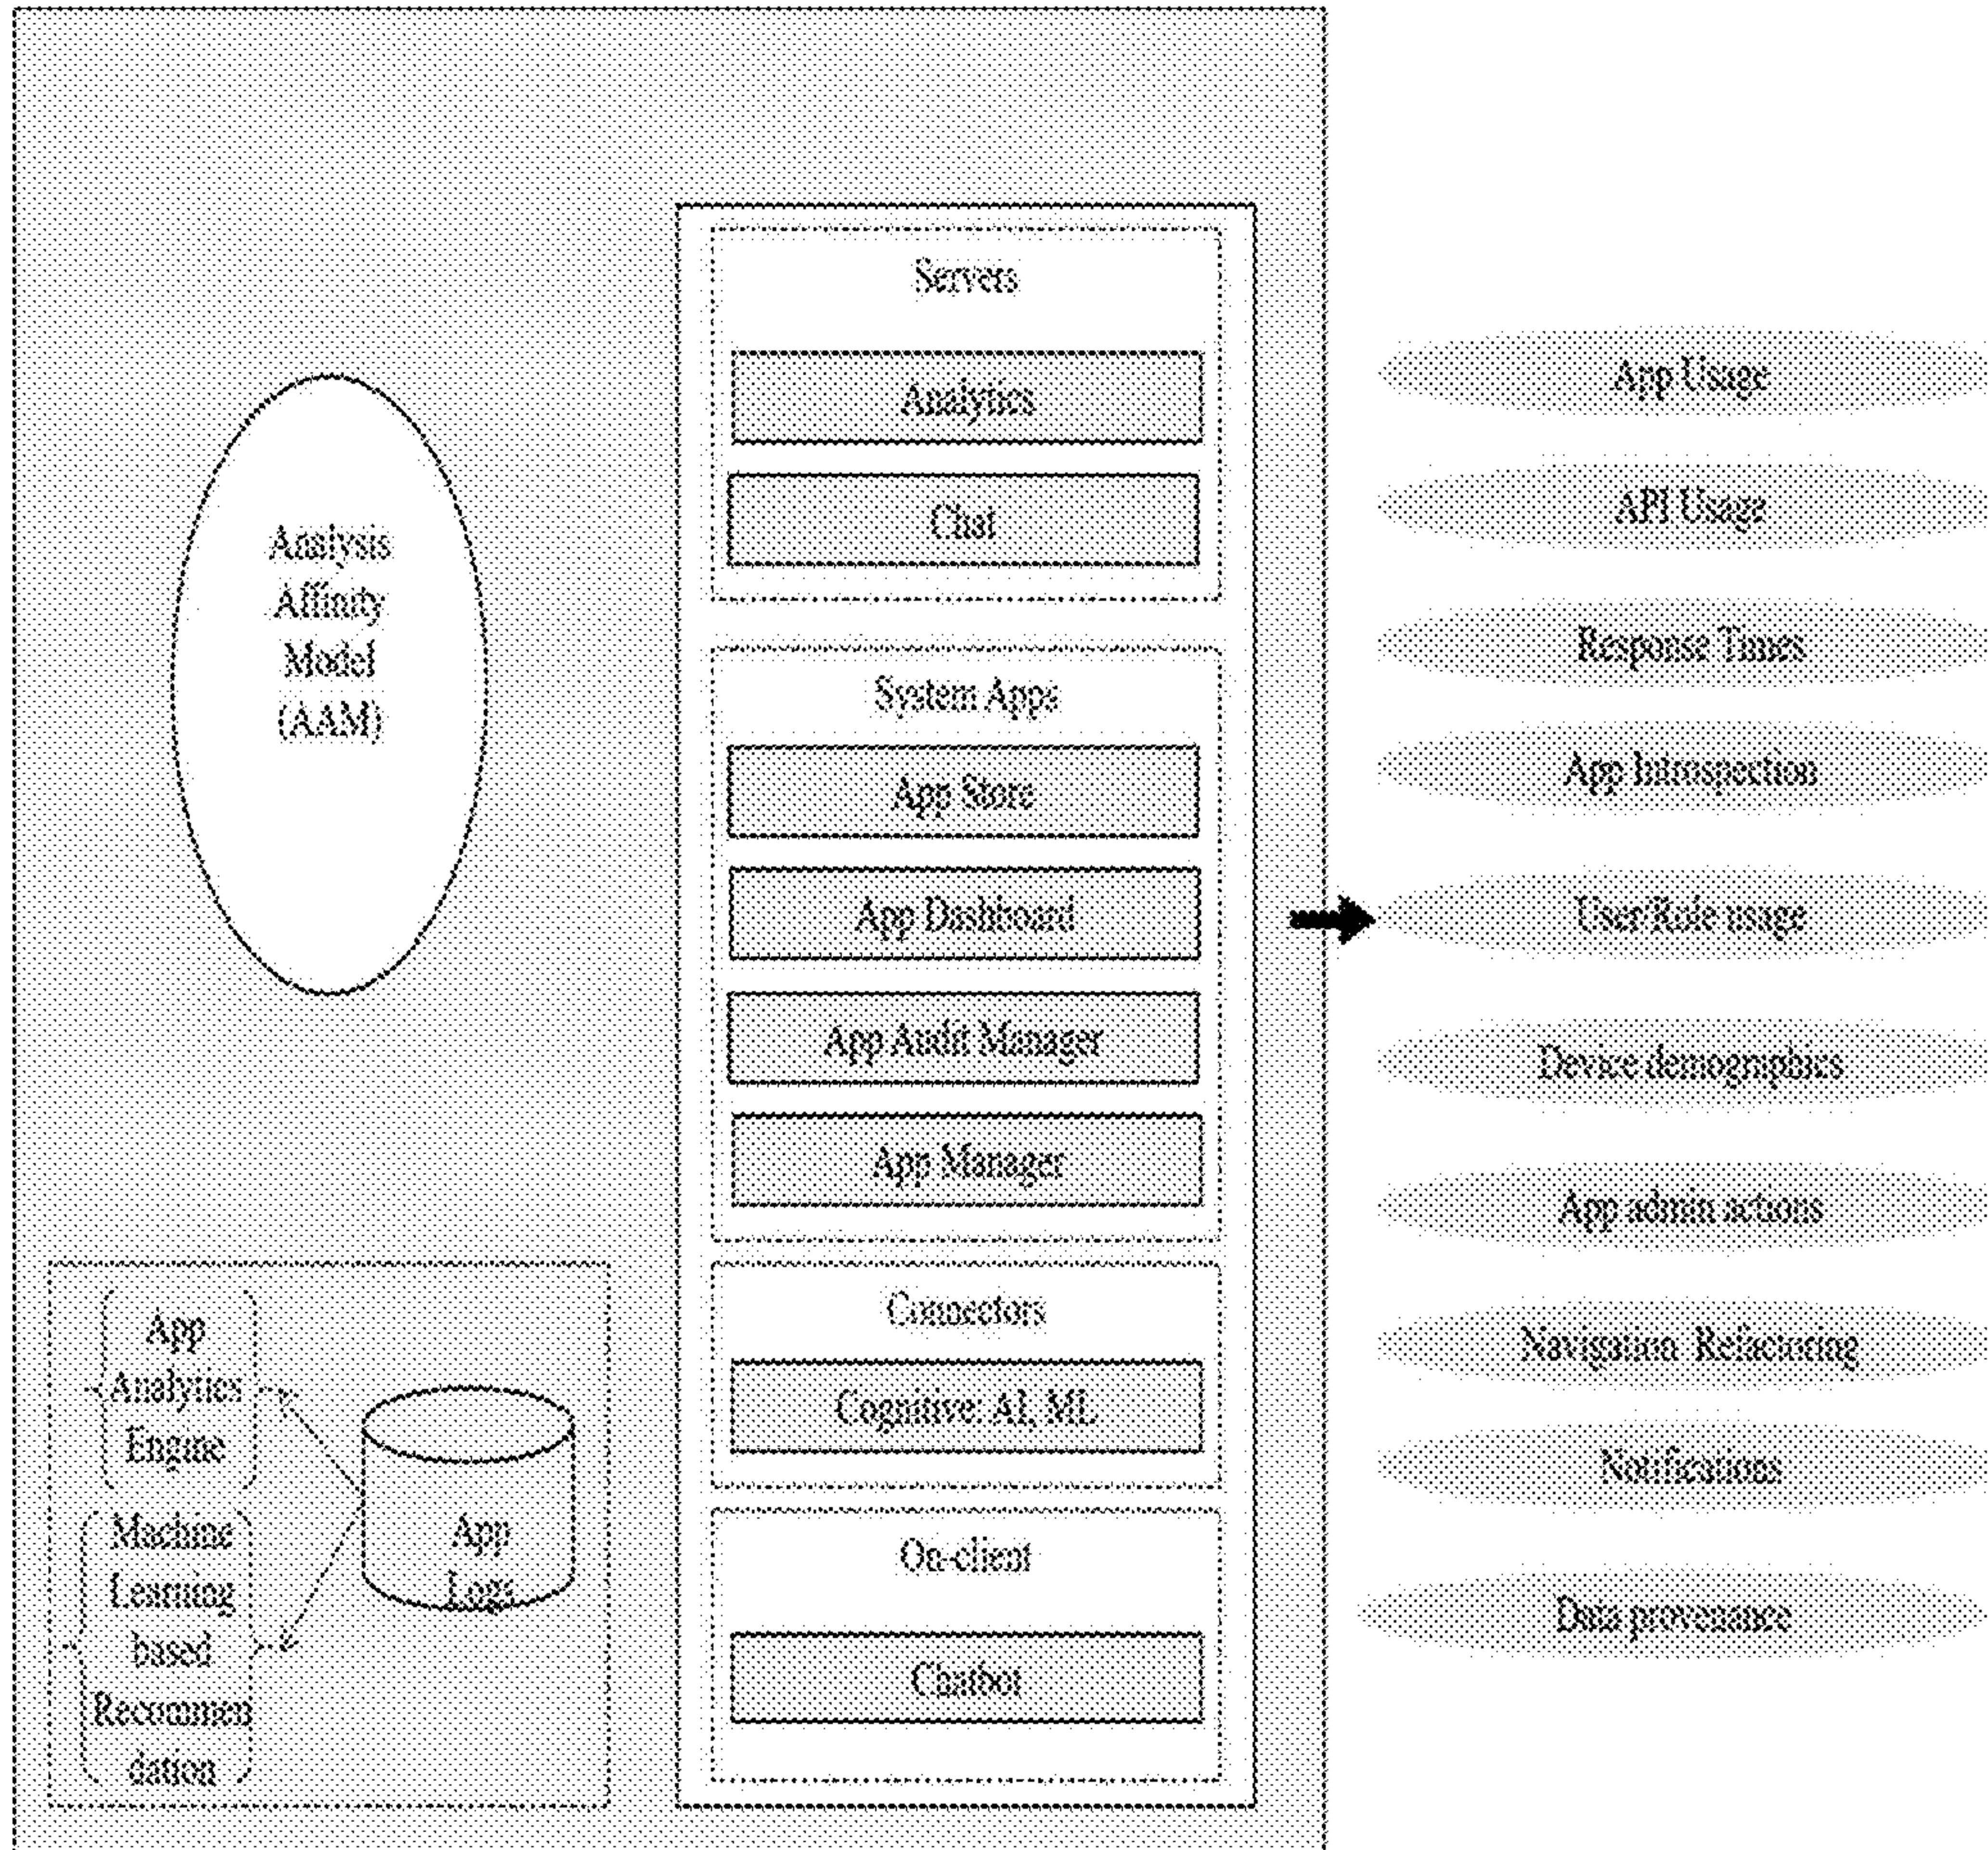 Analysis
Affinity
Model
(AAM)
App
Analytics
Engine
Machine
Learning
based
Recommen
dation
App
Logs
Servers
Analytics
Chat
System Apps
App Store
App Dashboard
App Audit Manager
App Manager
Connectors
Cognitive: AI, ML
On-client
Chatbot
App Usage
API Usage
Response Times
App Introspection
User/Role usage
Device demographics
App admin actions
Navigation Refactoring
Notifications
Data provenance